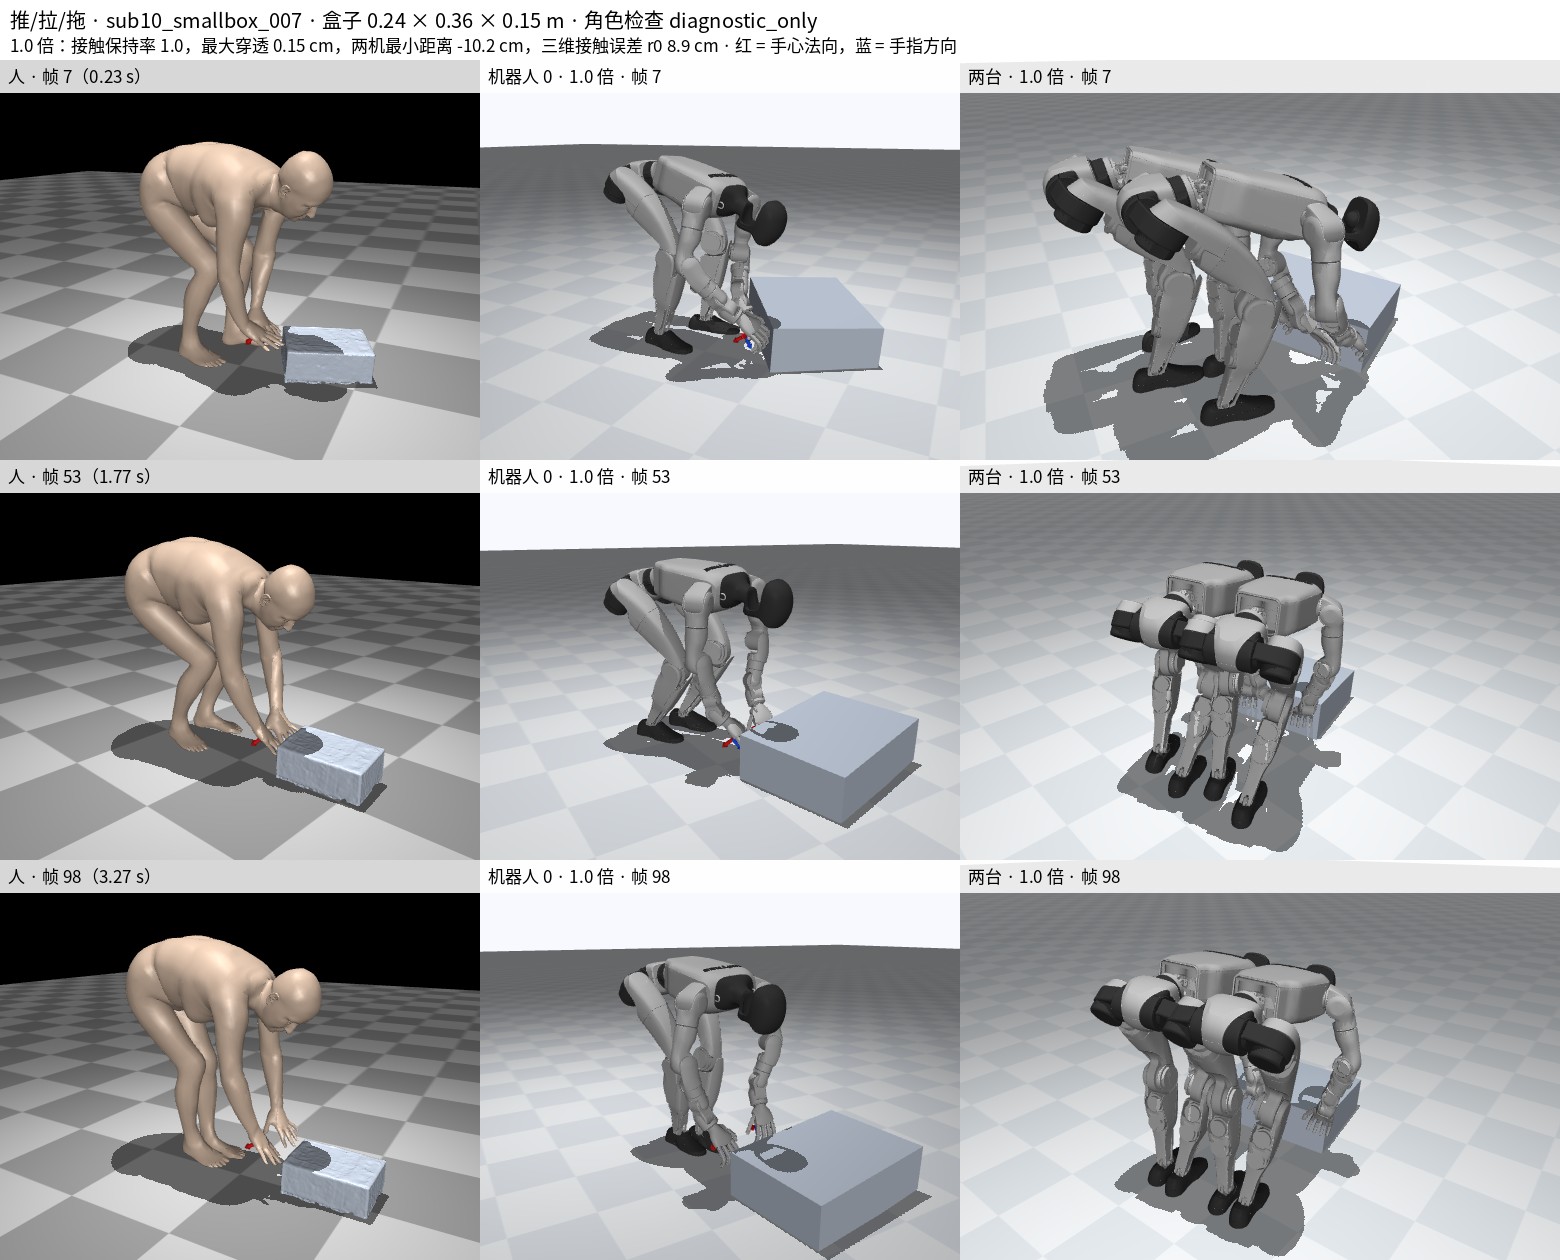 推/拉/拖 · sub10_smallbox_007 · 盒子 0.24 × 0.36 × 0.15 m · 角色检查 diagnostic_only
1.0 倍：接触保持率 1.0，最大穿透 0.15 cm，两机最小距离 -10.2 cm，三维接触误差 r0 8.9 cm · 红 = 手心法向，蓝 = 手指方向
人 · 帧 7（0.23 s）
机器人 0 · 1.0 倍 · 帧 7
两台 · 1.0 倍 · 帧 7
人 · 帧 53（1.77 s）
机器人 0 · 1.0 倍 · 帧 53
两台 · 1.0 倍 · 帧 53
人 · 帧 98（3.27 s）
机器人 0 · 1.0 倍 · 帧 98
两台 · 1.0 倍 · 帧 98